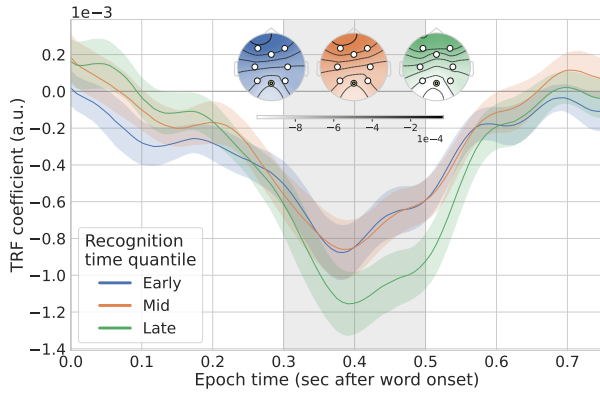 1e−3
0.2
0.0
−0.2
−0.4
−0.6
−0.8
−1.0
−1.2
−1.4
TRF coefficient (a.u.)
−8 −6 −4 −2
1e−4
Recognition
time quantile
Early
Mid
Late
0.0 0.1 0.2 0.3 0.4 0.5 0.6 0.7
Epoch time (sec after word onset)